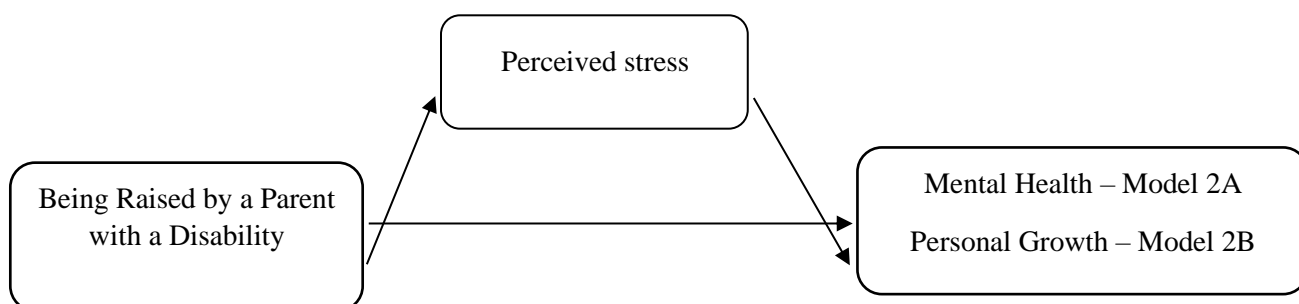 Perceived stress
Being Raised by a Parent
with a Disability
Mental Health – Model 2A
Personal Growth – Model 2B